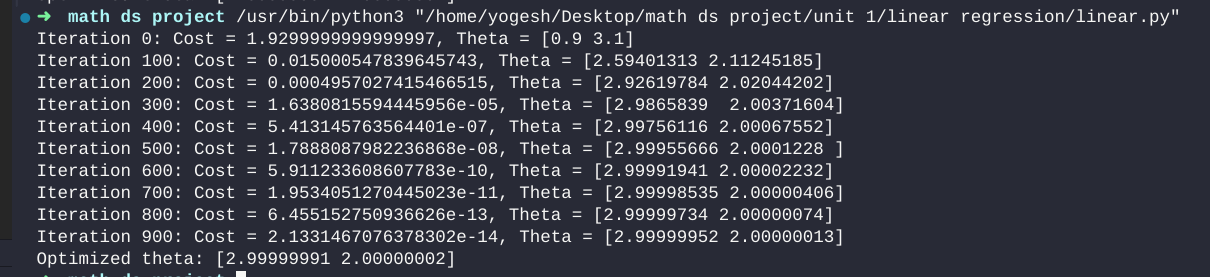 ➜ math ds project /usr/bin/python3 "/home/yogesh/Desktop/math ds project/unit 1/linear regression/linear.py"
Iteration 0: Cost = 1.9299999999999997, Theta = [0.9 3.1]
Iteration 100: Cost = 0.015000547839645743, Theta = [2.59401313 2.11245185]
Iteration 200: Cost = 0.0004957027415466515, Theta = [2.92619784 2.02044202]
Iteration 300: Cost = 1.6380815594445956e-05, Theta = [2.9865839  2.00371604]
Iteration 400: Cost = 5.413145763564401e-07, Theta = [2.99756116 2.00067552]
Iteration 500: Cost = 1.7888087982236868e-08, Theta = [2.99955666 2.0001228 ]
Iteration 600: Cost = 5.911233608607783e-10, Theta = [2.99991941 2.00002232]
Iteration 700: Cost = 1.9534051270445023e-11, Theta = [2.99998535 2.00000406]
Iteration 800: Cost = 6.455152750936626e-13, Theta = [2.99999734 2.00000074]
Iteration 900: Cost = 2.1331467076378302e-14, Theta = [2.99999952 2.00000013]
Optimized theta: [2.99999991 2.00000002]
➜ math ds project